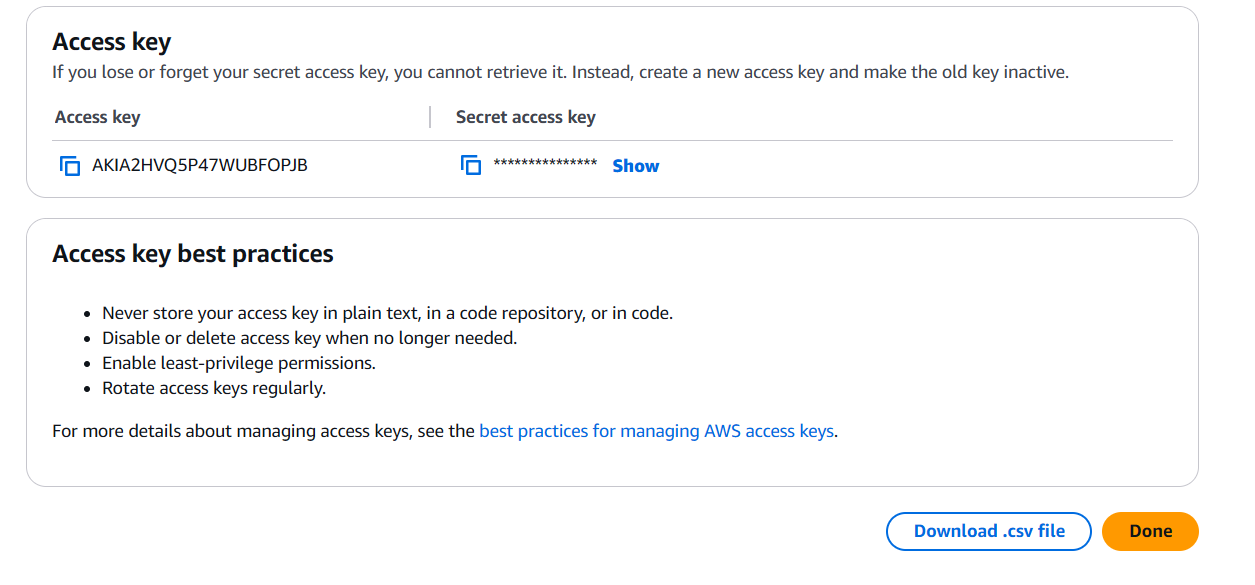 Access key
If you lose or forget your secret access key, you cannot retrieve it. Instead, create a new access key and make the old key inactive.
Access key
Secret access key
AKIA2HVQ5P47WUBFOPJB
*************** Show
Access key best practices
Never store your access key in plain text, in a code repository, or in code.
Disable or delete access key when no longer needed.
Enable least-privilege permissions.
Rotate access keys regularly.
For more details about managing access keys, see the best practices for managing AWS access keys.
Download .csv file
Done